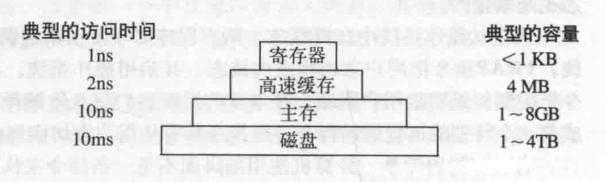 典型的访问时间 典型的容量
1ns 寄存器 <1 KB
2ns 高速缓存 4 MB
10ns 主存 1~8GB
10ms 磁盘 1~4TB